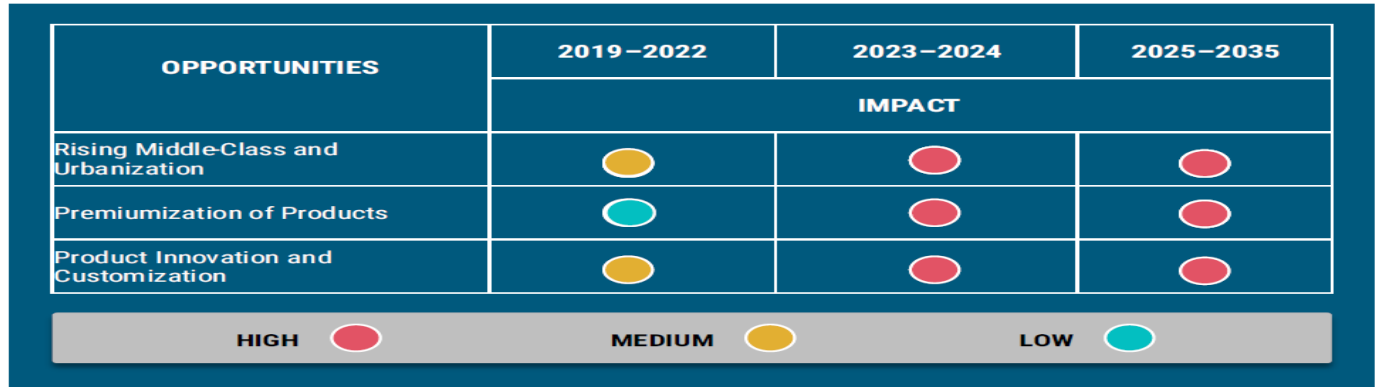 OPPORTUNITIES
2019–2022
2023–2024
2025–2035
IMPACT
Rising Middle-Class and
Urbanization
Premiumization of Products
Product Innovation and
Customization
HIGH
MEDIUM
LOW